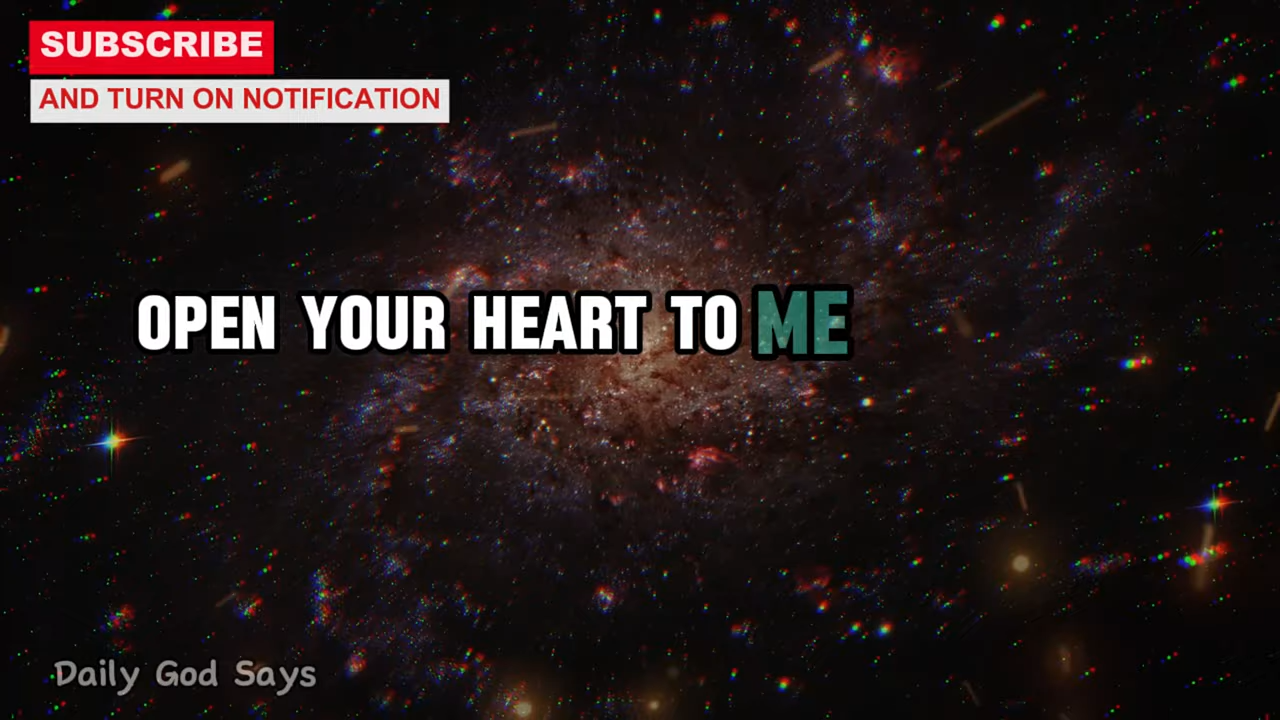 SUBSCRIBE
AND TURN ON NOTIFICATION
OPEN YOUR HEART TO ME
Daily God Says